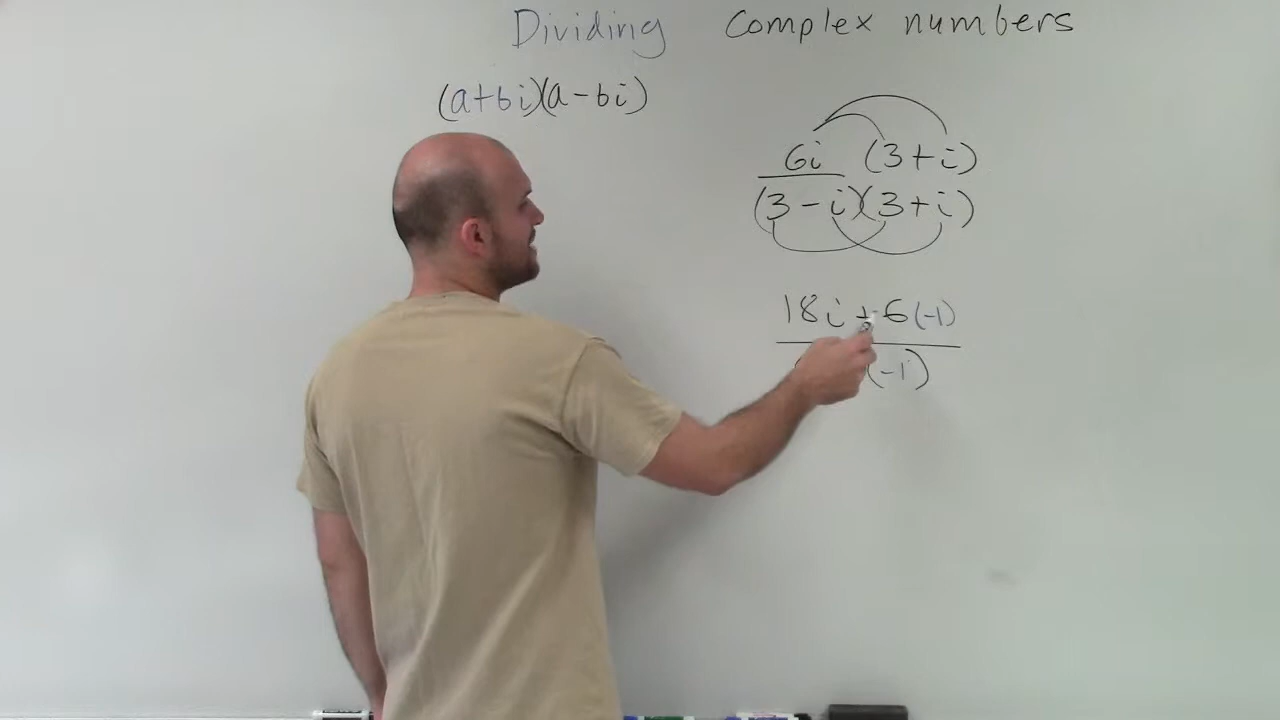 Dividing Complex numbers
(a+bi)(a-bi)
6i (3+i)
(3-i)(3+i)
18i+6(-1)
(-1)